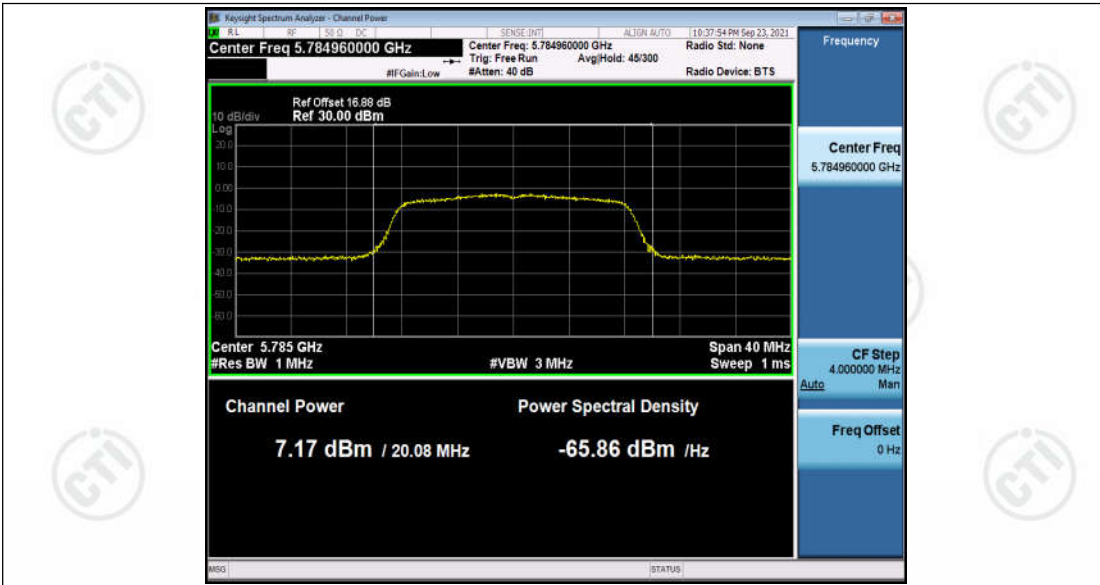 Keysight Spectrum Analyzer - Channel Power
RL RF 50 Ω DC SENSE:INT ALIGN AUTO 10:37:54 PM Sep 23, 2021
Center Freq 5.784960000 GHz
Center Freq: 5.784960000 GHz
Radio Std: None
Trig: Free Run Avg|Hold: 45/300
#IFGain:Low
#Atten: 40 dB
Radio Device: BTS
Ref Offset 16.88 dB
10 dB/div Ref 30.00 dBm
Log
20.0
10.0
0.00
-10.0
-20.0
-30.0
-40.0
-50.0
-60.0
Center 5.785 GHz Span 40 MHz
#Res BW 1 MHz #VBW 3 MHz Sweep 1 ms
Channel Power Power Spectral Density
7.17 dBm / 20.08 MHz -65.86 dBm /Hz
MSG STATUS
Frequency
Center Freq
5.784960000 GHz
CF Step
4.000000 MHz
Auto Man
Freq Offset
0 Hz
CTI
CTI
CTI
CTI